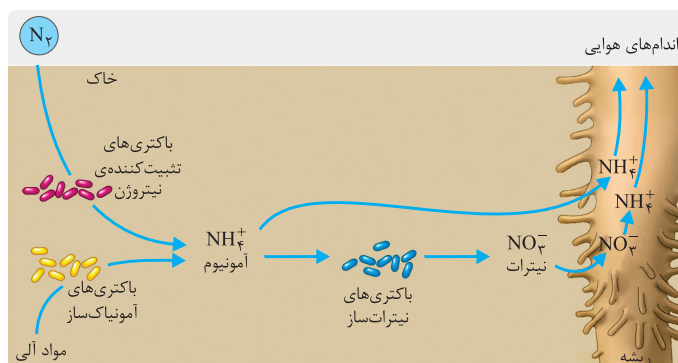 N۲
اندام‌های هوایی
خاک
باکتری‌های
تثبیت‌کننده‌ی
نیتروژن
NH۴+
NH۴+
NH۴+
آمونیوم
NO۳−
نیترات
NO۳−
باکتری‌های
آمونیاک‌ساز
باکتری‌های
نیترات‌ساز
مواد آلی
ریشه